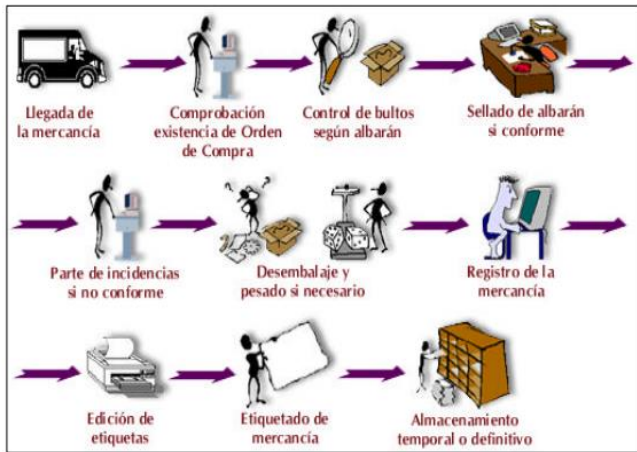 Llegada de
la mercancía
Comprobación
existencia de Orden
de Compra
Control de bultos
según albarán
Sellado de albarán
si conforme
Parte de incidencias
si no conforme
Desembalaje y
pesado si necesario
Registro de la
mercancía
Edición de
etiquetas
Etiquetado de
mercancía
Almacenamiento
temporal o definitivo